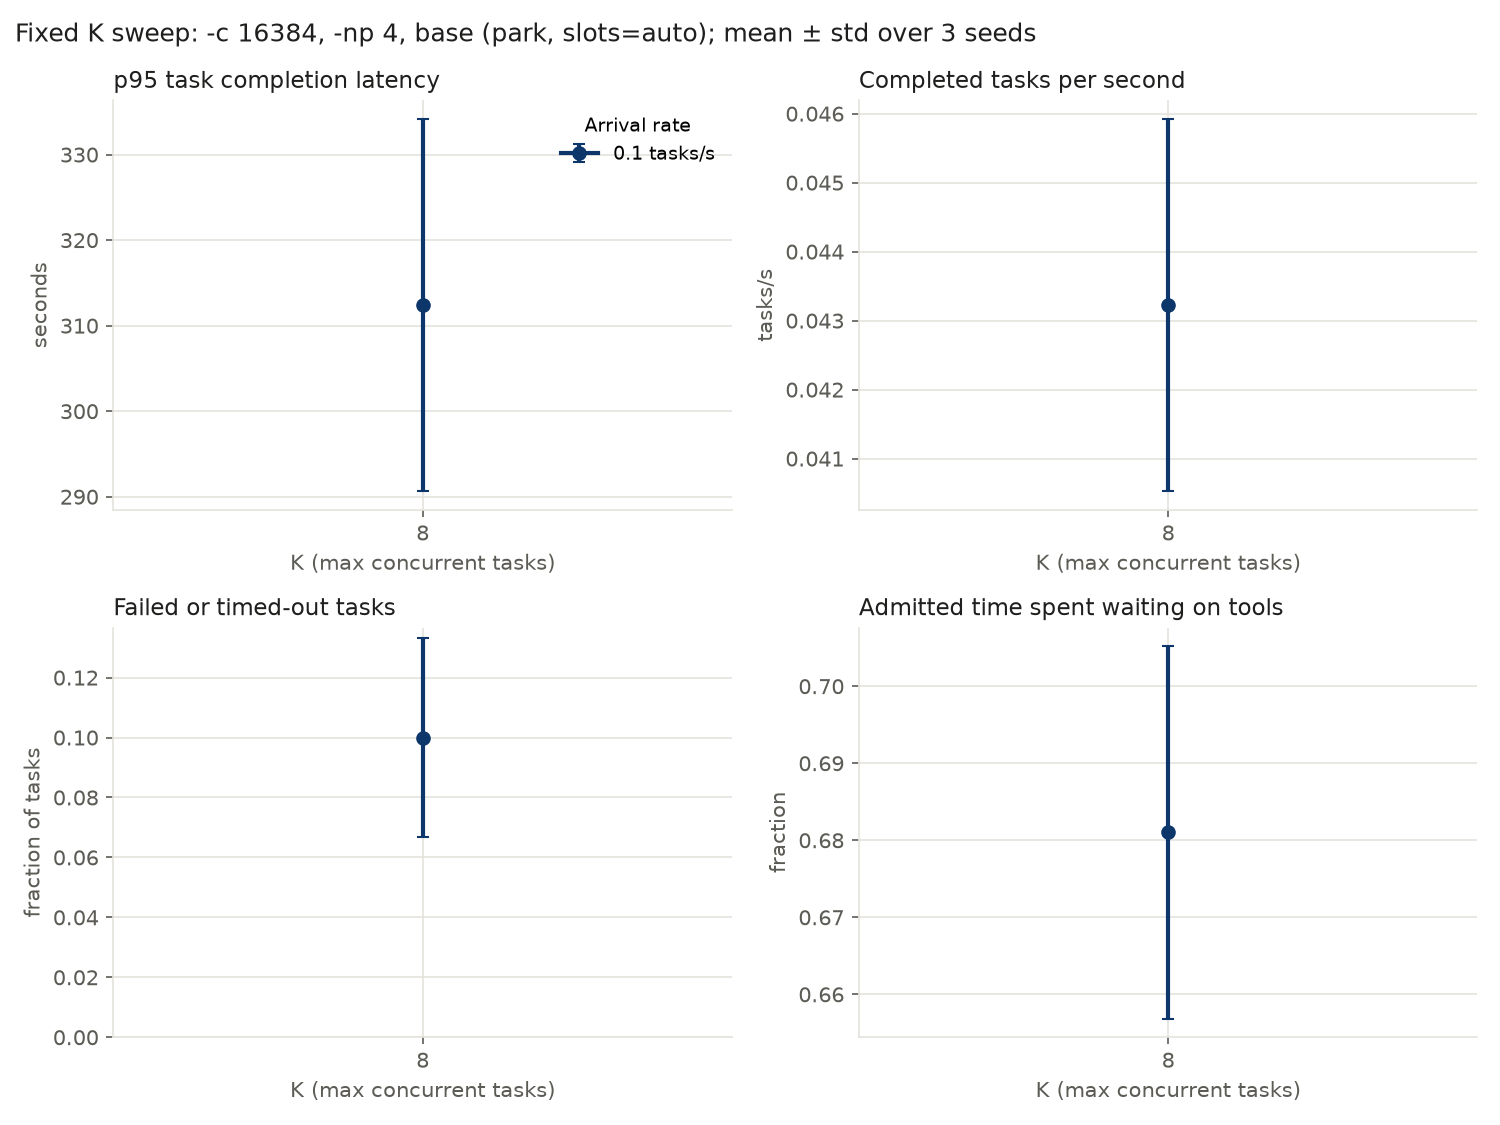 Fixed K sweep: -c 16384, -np 4, base (park, slots=auto); mean ± std over 3 seeds
p95 task completion latency
330
320
310
300
290
seconds
Arrival rate
0.1 tasks/s
8
K (max concurrent tasks)
Completed tasks per second
0.046
0.045
0.044
0.043
0.042
0.041
tasks/s
8
K (max concurrent tasks)
Failed or timed-out tasks
0.12
0.10
0.08
0.06
0.04
0.02
0.00
fraction of tasks
8
K (max concurrent tasks)
Admitted time spent waiting on tools
0.70
0.69
0.68
0.67
0.66
fraction
8
K (max concurrent tasks)